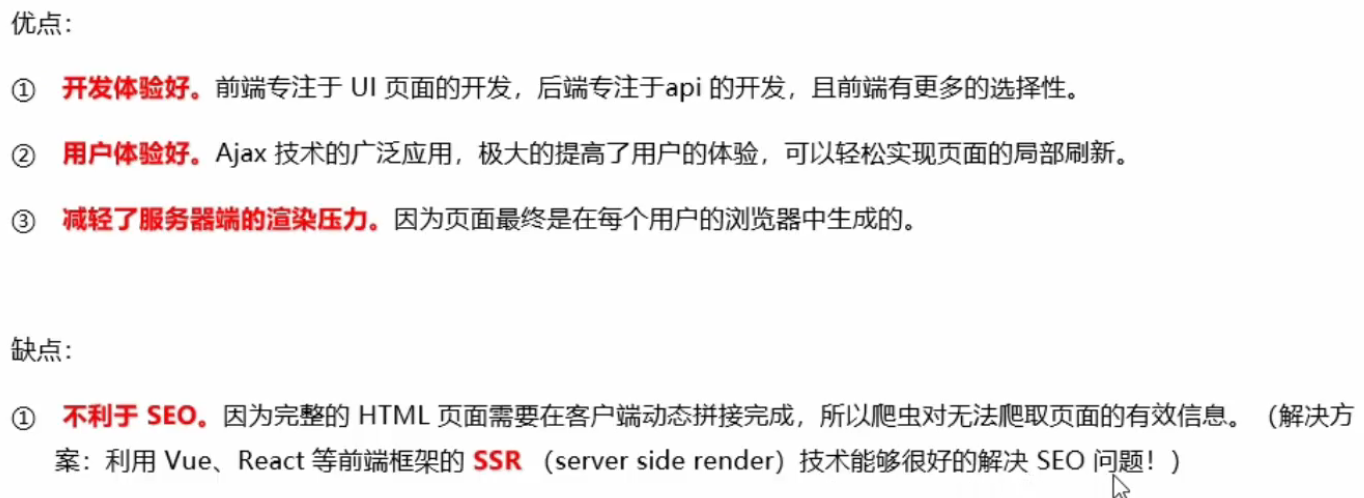 优点：
① 开发体验好。前端专注于 UI 页面的开发，后端专注于api 的开发，且前端有更多的选择性。
② 用户体验好。Ajax 技术的广泛应用，极大的提高了用户的体验，可以轻松实现页面的局部刷新。
③ 减轻了服务器端的渲染压力。因为页面最终是在每个用户的浏览器中生成的。
缺点：
① 不利于 SEO。因为完整的 HTML 页面需要在客户端动态拼接完成，所以爬虫对无法爬取页面的有效信息。（解决方
案：利用 Vue、React 等前端框架的 SSR （server side render）技术能够很好的解决 SEO 问题！）